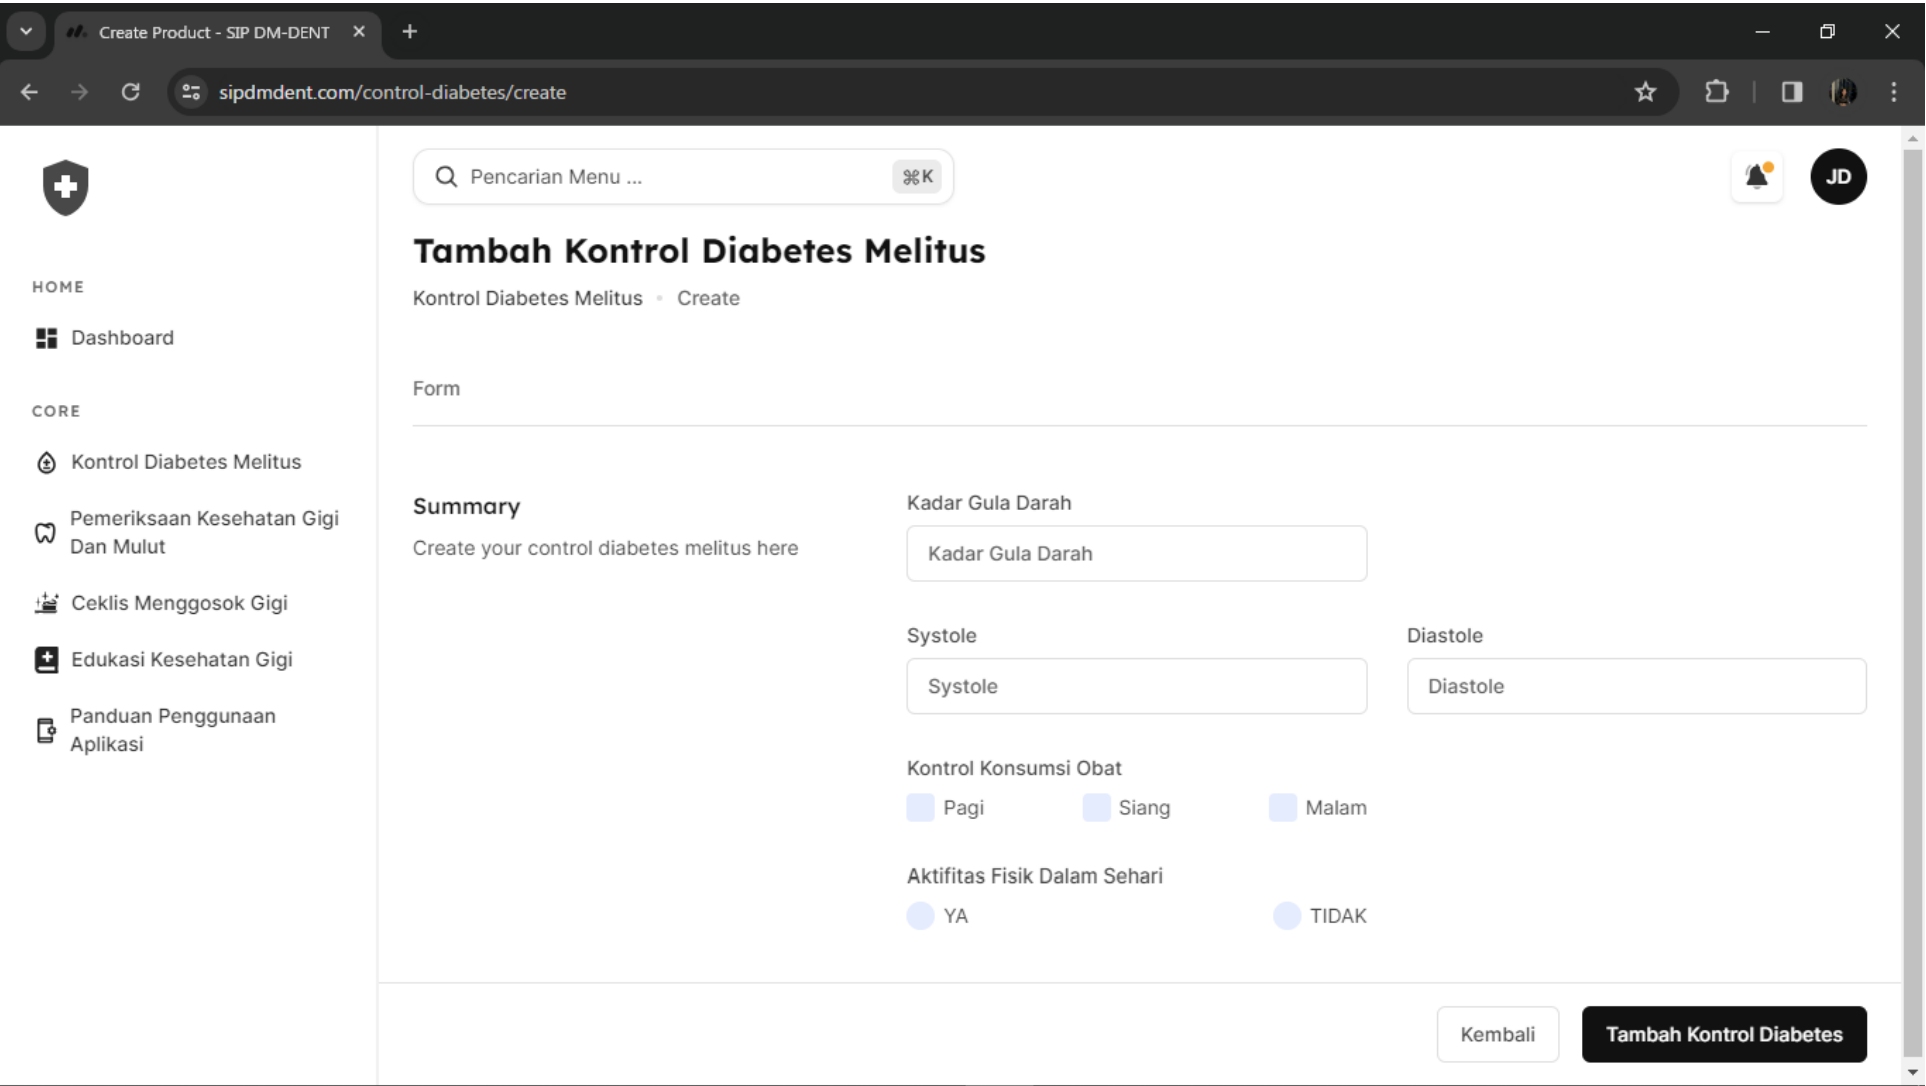 Create Product - SIP DM-DENT
sipdmdent.com/control-diabetes/create
HOME
Dashboard
CORE
Kontrol Diabetes Melitus
Pemeriksaan Kesehatan Gigi
Dan Mulut
Ceklis Menggosok Gigi
Edukasi Kesehatan Gigi
Panduan Penggunaan
Aplikasi
Pencarian Menu ...
⌘K
JD
Tambah Kontrol Diabetes Melitus
Kontrol Diabetes Melitus • Create
Form
Summary
Create your control diabetes melitus here
Kadar Gula Darah
Kadar Gula Darah
Systole
Systole
Diastole
Diastole
Kontrol Konsumsi Obat
Pagi
Siang
Malam
Aktifitas Fisik Dalam Sehari
YA
TIDAK
Kembali
Tambah Kontrol Diabetes